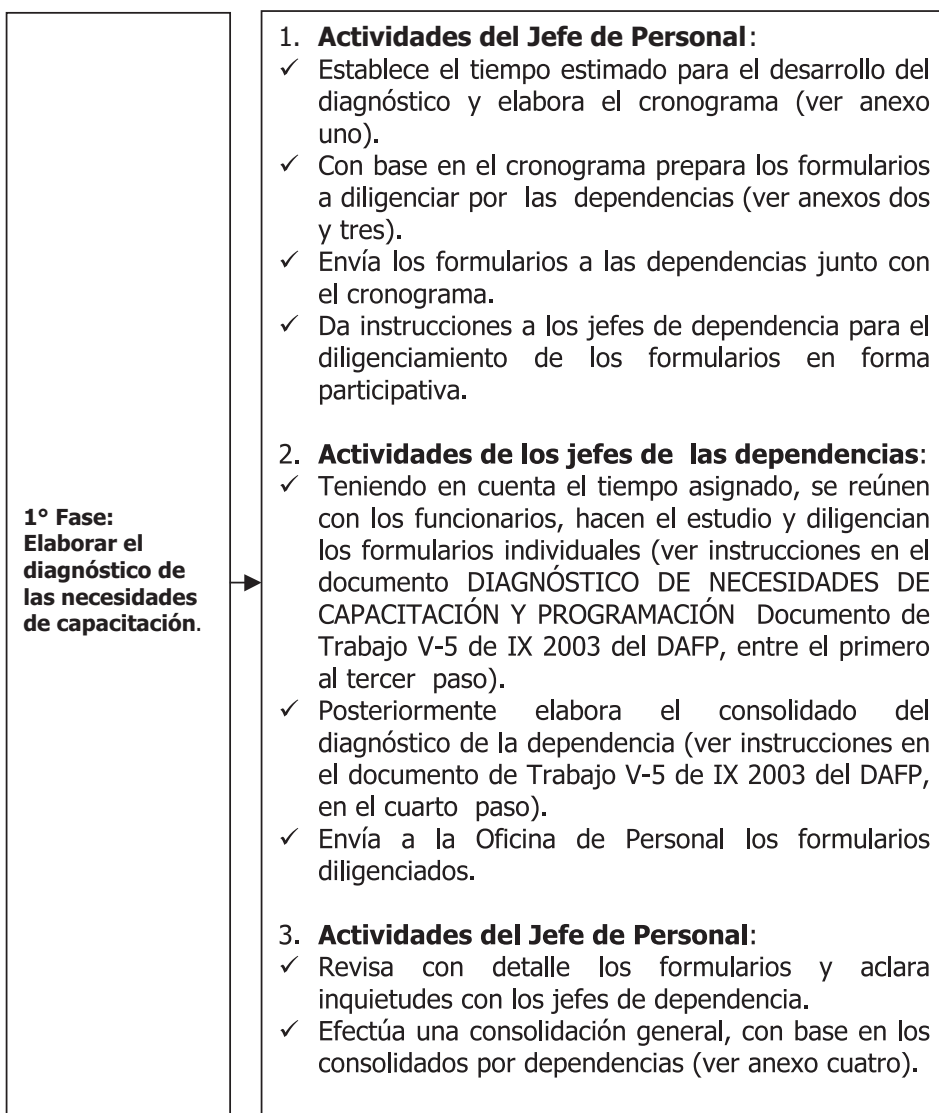 1° Fase:
Elaborar el
diagnóstico de
las necesidades
de capacitación.
1. Actividades del Jefe de Personal:
✓ Establece el tiempo estimado para el desarrollo del
diagnóstico y elabora el cronograma (ver anexo
uno).
✓ Con base en el cronograma prepara los formularios
a diligenciar por las dependencias (ver anexos dos
y tres).
✓ Envía los formularios a las dependencias junto con
el cronograma.
✓ Da instrucciones a los jefes de dependencia para el
diligenciamiento de los formularios en forma
participativa.
2. Actividades de los jefes de las dependencias:
✓ Teniendo en cuenta el tiempo asignado, se reúnen
con los funcionarios, hacen el estudio y diligencian
los formularios individuales (ver instrucciones en el
documento DIAGNÓSTICO DE NECESIDADES DE
CAPACITACIÓN Y PROGRAMACIÓN Documento de
Trabajo V-5 de IX 2003 del DAFP, entre el primero
al tercer paso).
✓ Posteriormente elabora el consolidado del
diagnóstico de la dependencia (ver instrucciones en
el documento de Trabajo V-5 de IX 2003 del DAFP,
en el cuarto paso).
✓ Envía a la Oficina de Personal los formularios
diligenciados.
3. Actividades del Jefe de Personal:
✓ Revisa con detalle los formularios y aclara
inquietudes con los jefes de dependencia.
✓ Efectúa una consolidación general, con base en los
consolidados por dependencias (ver anexo cuatro).